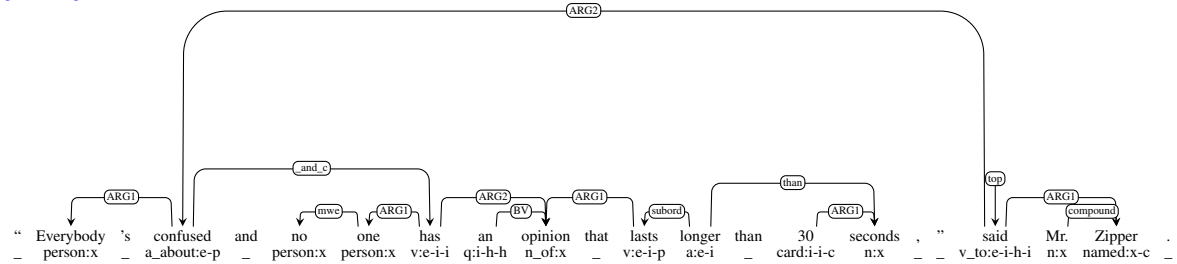 ARG2
_and_c
than
top
ARG1 mwe ARG1 ARG2 BV ARG1 subord ARG1 ARG1 compound
“ Everybody 's confused and no one has an opinion that lasts longer than 30 seconds , ” said Mr. Zipper .
_ person:x _ a_about:e-p _ person:x person:x v:e-i-i q:i-h-h n_of:x _ v:e-i-p a:e-i _ card:i-i-c n:x _ _ v_to:e-i-h-i n:x named:x-c _